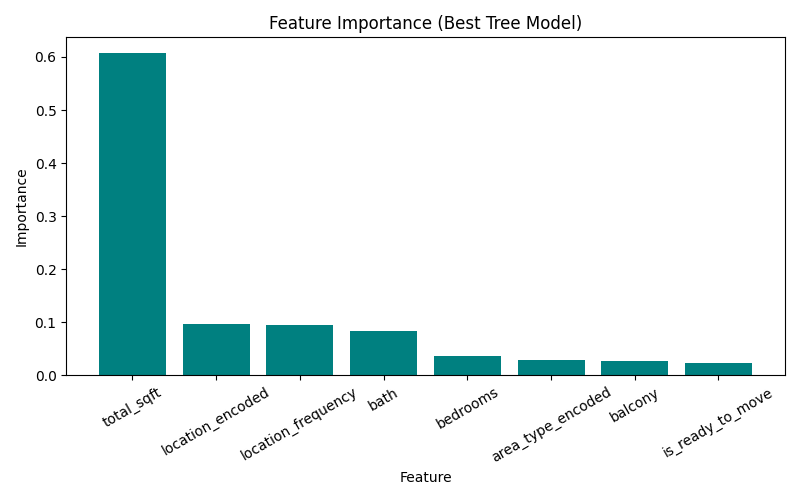 Feature Importance (Best Tree Model)
Importance
0.6
0.5
0.4
0.3
0.2
0.1
0.0
total_sqft
location_encoded
location_frequency
bath
bedrooms
area_type_encoded
balcony
is_ready_to_move
Feature